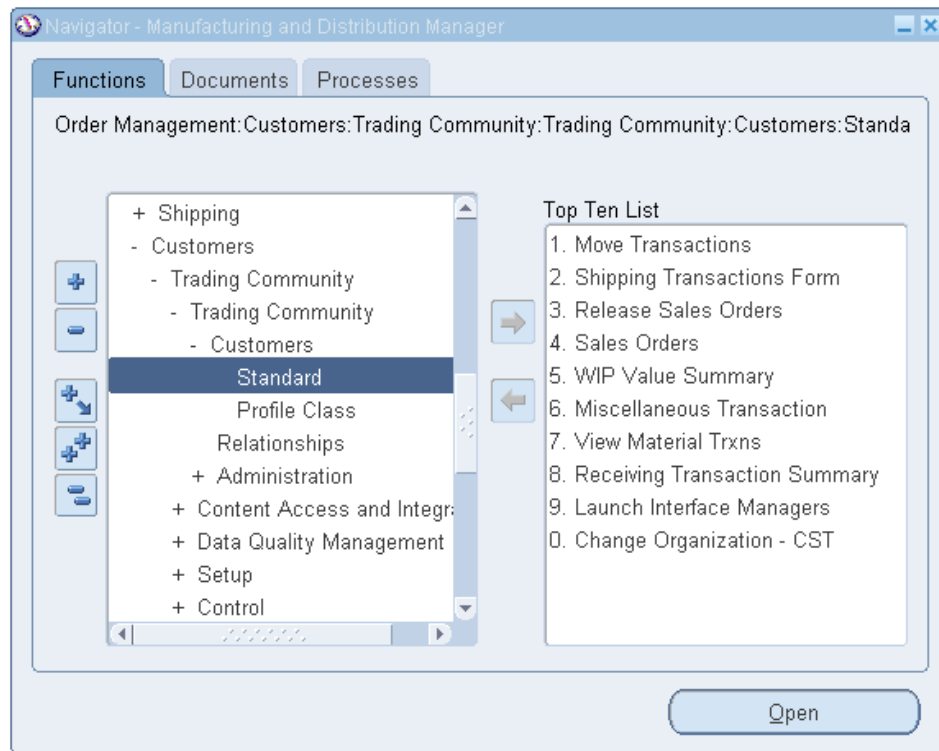 Navigator - Manufacturing and Distribution Manager
Functions
Documents
Processes
Order Management:Customers:Trading Community:Trading Community:Customers:Standa
+ Shipping
- Customers
- Trading Community
- Trading Community
- Customers
Standard
Profile Class
Relationships
+ Administration
+ Content Access and Integra
+ Data Quality Management
+ Setup
+ Control
Top Ten List
1. Move Transactions
2. Shipping Transactions Form
3. Release Sales Orders
4. Sales Orders
5. WIP Value Summary
6. Miscellaneous Transaction
7. View Material Trxns
8. Receiving Transaction Summary
9. Launch Interface Managers
0. Change Organization - CST
Open